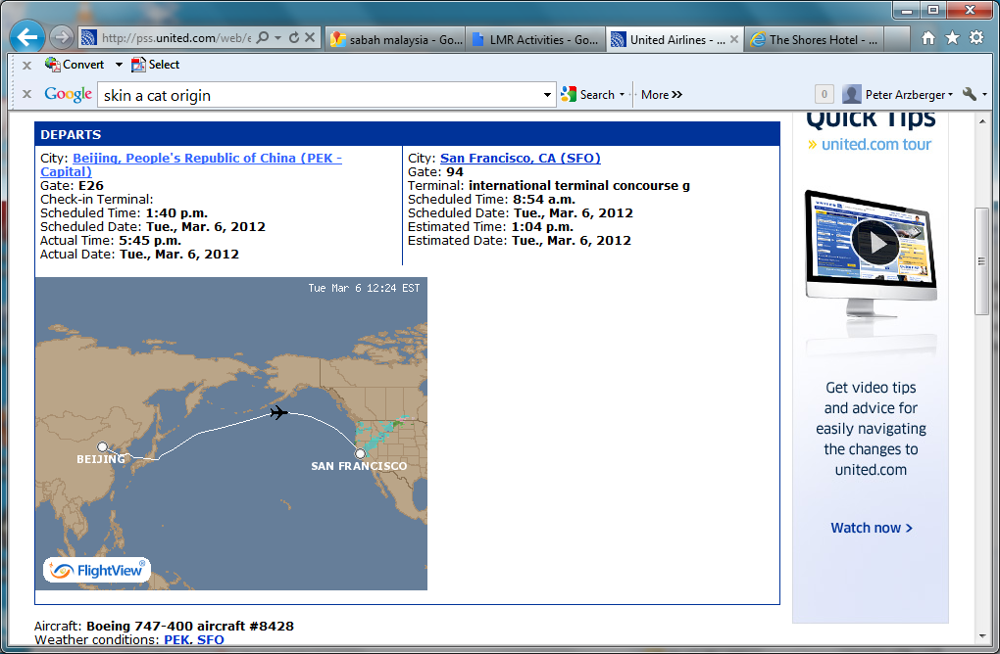 http://pss.united.com/web/e
sabah malaysia - Go...
LMR Activities - Go...
United Airlines - ...
The Shores Hotel - ...
x Convert Select
x Google skin a cat origin Search More »
0 Peter Arzberger
DEPARTS
City: Beijing, People's Republic of China (PEK -
Capital)
Gate: E26
Check-in Terminal:
Scheduled Time: 1:40 p.m.
Scheduled Date: Tue., Mar. 6, 2012
Actual Time: 5:45 p.m.
Actual Date: Tue., Mar. 6, 2012
City: San Francisco, CA (SFO)
Gate: 94
Terminal: international terminal concourse g
Scheduled Time: 8:54 a.m.
Scheduled Date: Tue., Mar. 6, 2012
Estimated Time: 1:04 p.m.
Estimated Date: Tue., Mar. 6, 2012
Tue Mar 6 12:24 EST
BEIJING
SAN FRANCISCO
FlightView®
Aircraft: Boeing 747-400 aircraft #8428
Weather conditions: PEK, SFO
Quick Tips
» united.com tour
Get video tips
and advice for
easily navigating
the changes to
united.com
Watch now >